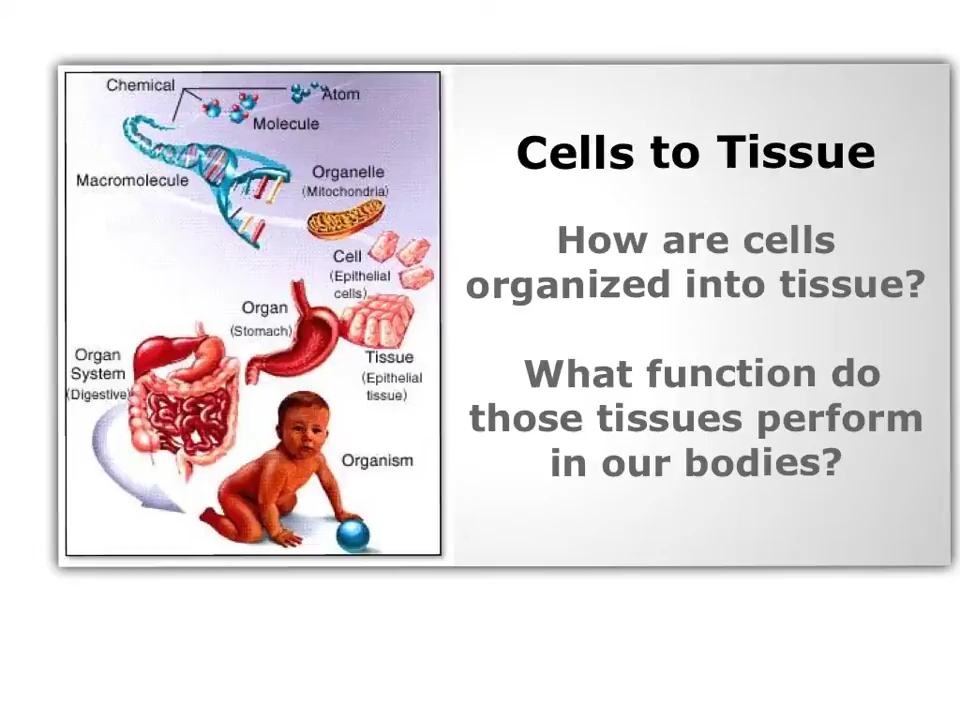 Chemical
Atom
Molecule
Macromolecule
Organelle
(Mitochondria)
Cell
(Epithelial
cells)
Organ
(Stomach)
Tissue
(Epithelial
tissue)
Organ
System
(Digestive)
Organism
Cells to Tissue
How are cells
organized into tissue?
What function do
those tissues perform
in our bodies?